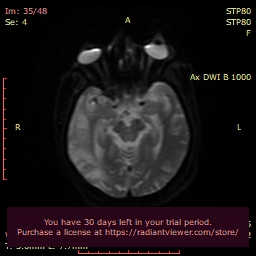 Im: 35/48
Se: 4
A
STP80
STP80
F
Ax DWI B 1000
R
L
You have 30 days left in your trial period.
Purchase a license at https://radiantviewer.com/store/